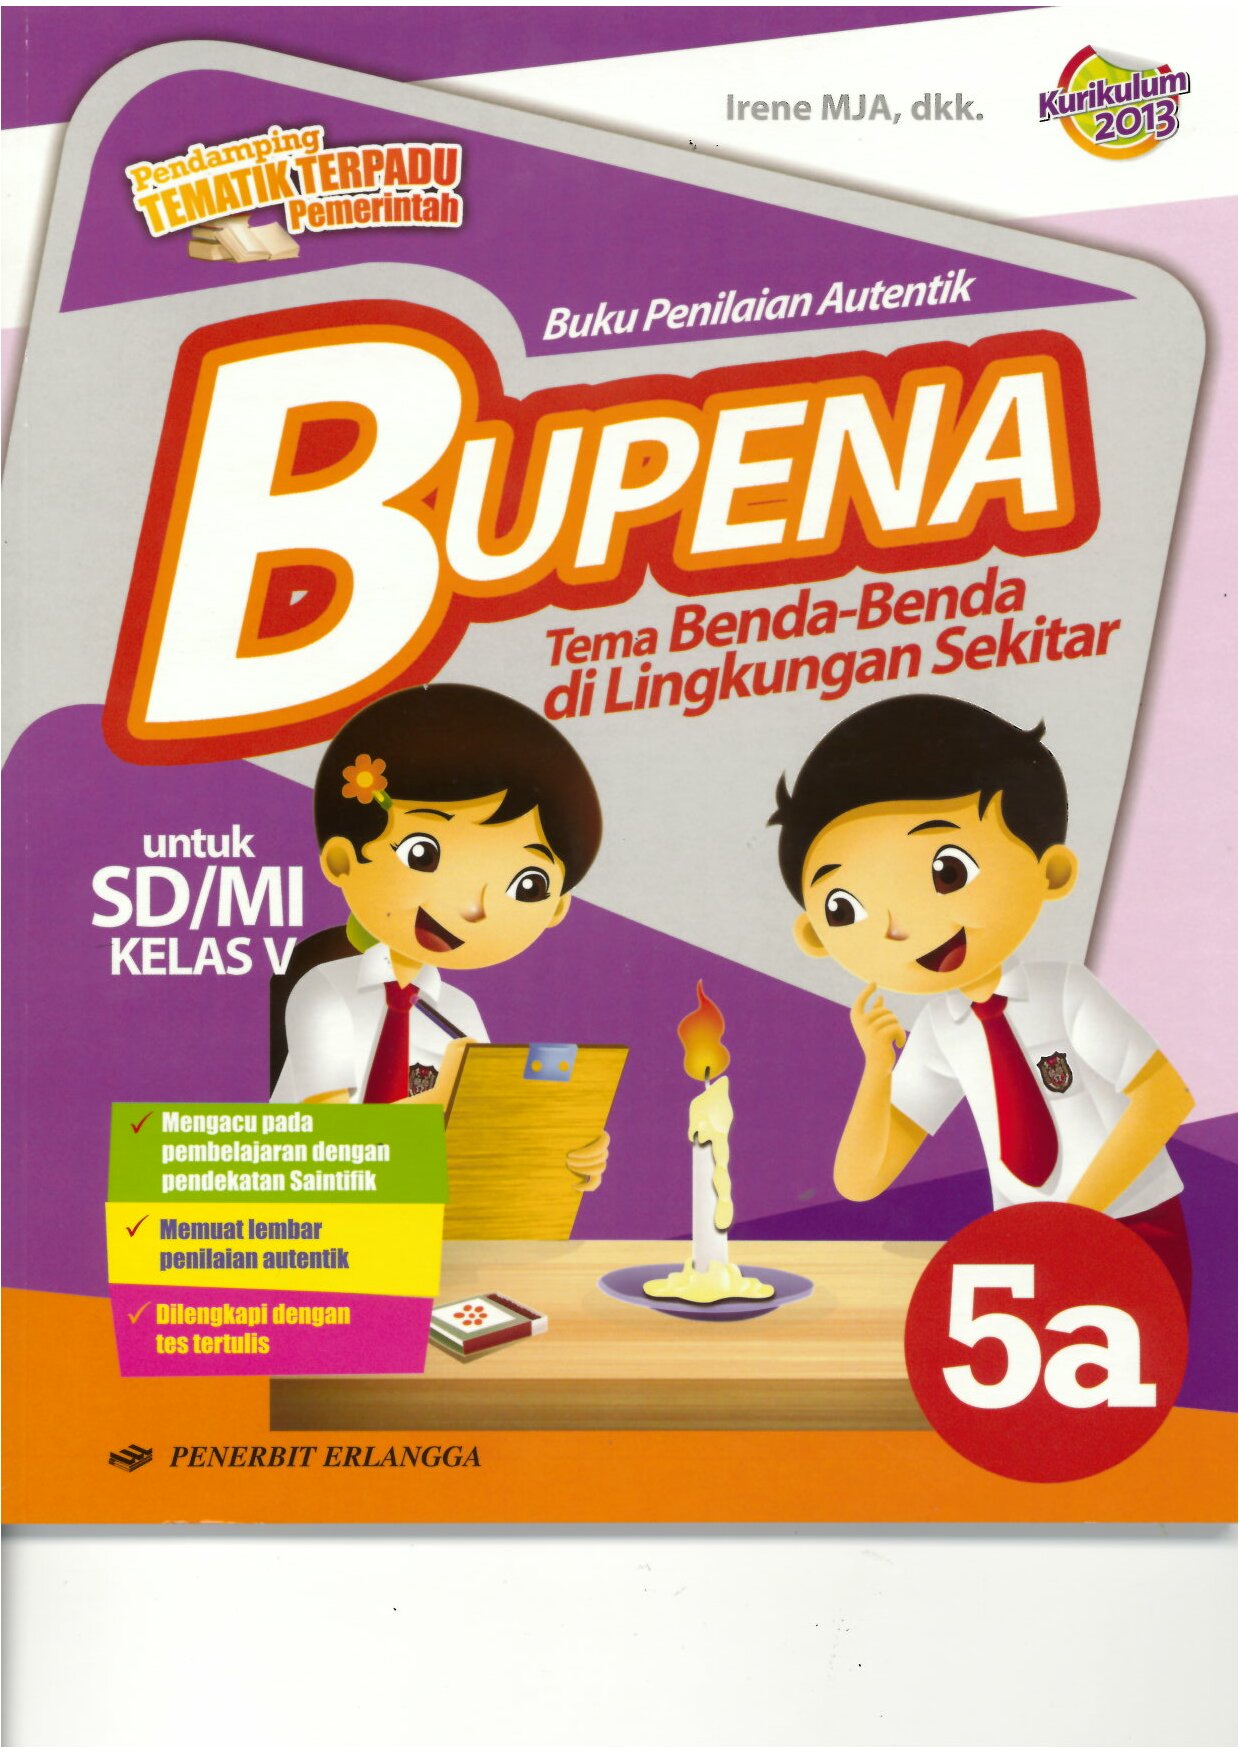 Irene MJA, dkk.
Kurikulum
2013
Pendamping
TEMATIK TERPADU
Pemerintah
Buku Penilaian Autentik
BUPENA
Tema Benda-Benda
di Lingkungan Sekitar
untuk
SD/MI
KELAS V
✓ Mengacu pada
pembelajaran dengan
pendekatan Saintifik
✓ Memuat lembar
penilaian autentik
✓ Dilengkapi dengan
tes tertulis
5a
PENERBIT ERLANGGA